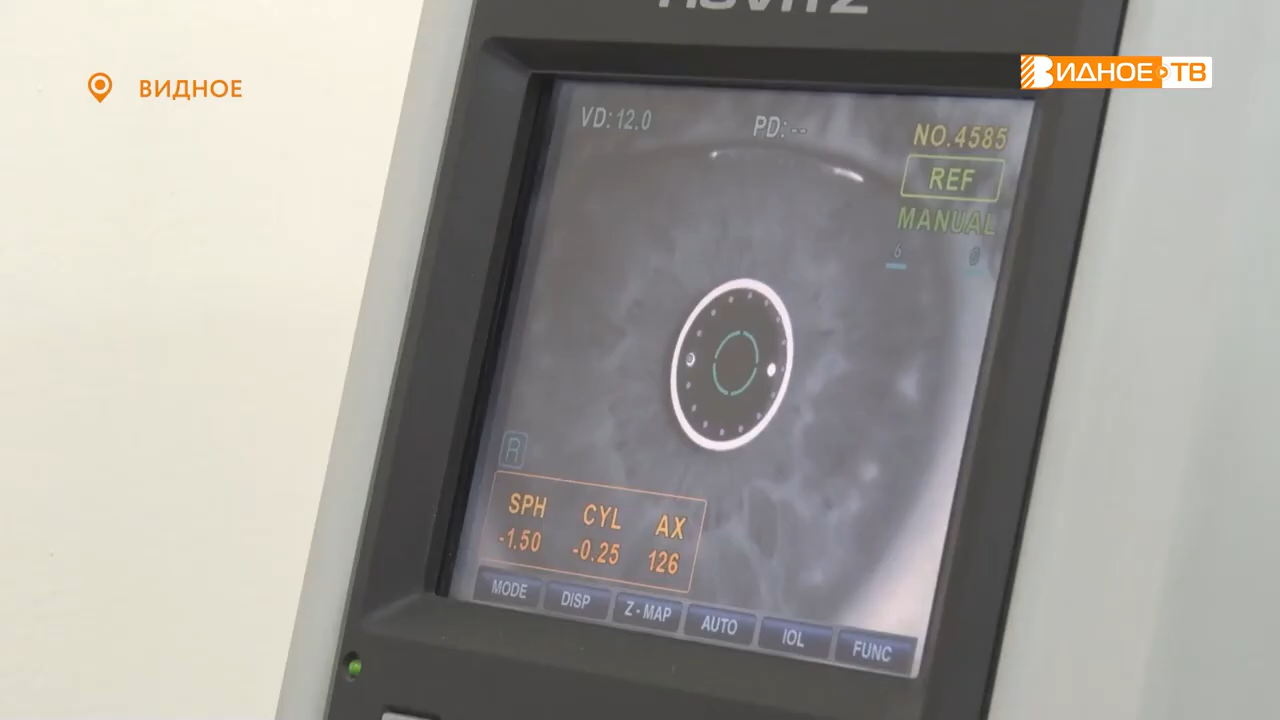 ВИДНОЕ
ВИДНОЕ ТВ
VD: 12.0
PD: --
NO. 4585
REF
MANUAL
6
R
SPH CYL AX
-1.50 -0.25 126
MODE DISP Z - MAP AUTO IOL FUNC